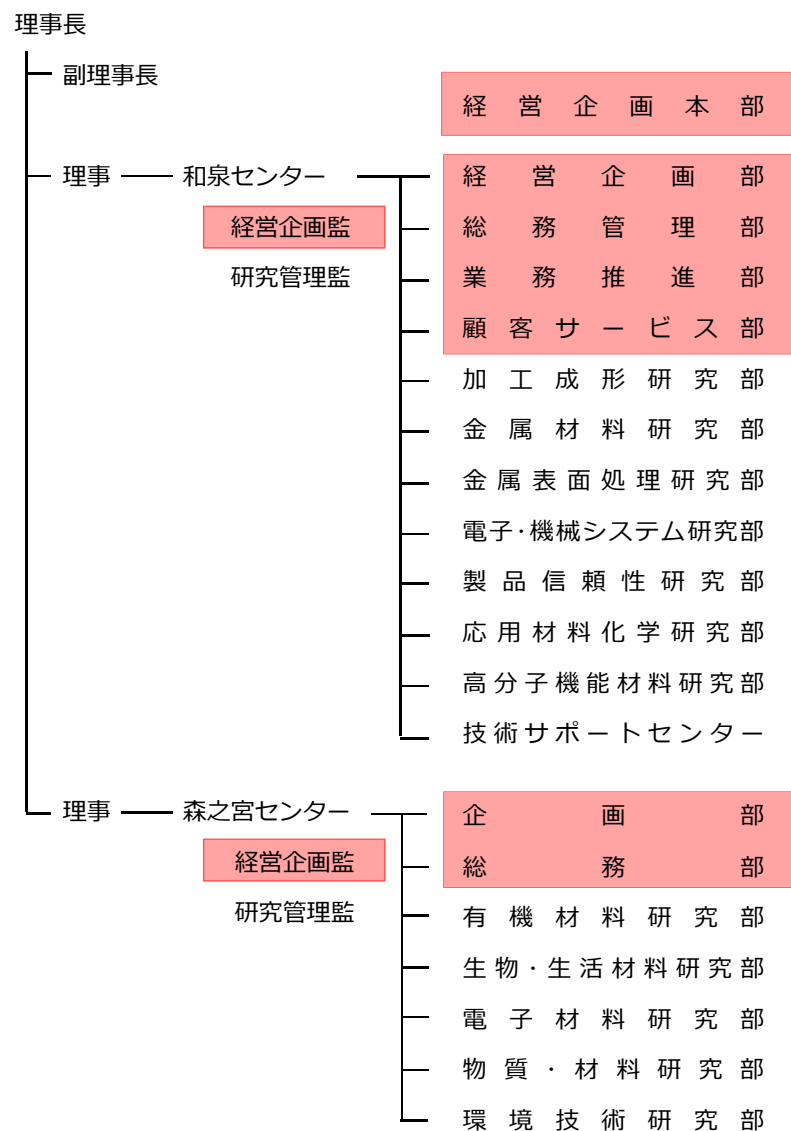 理事長
副理事長
経営企画本部
理事 和泉センター 経営企画部
経営企画監 総務管理部
研究管理監 業務推進部
顧客サービス部
加工成形研究部
金属材料研究部
金属表面処理研究部
電子・機械システム研究部
製品信頼性研究部
応用材料化学研究部
高分子機能材料研究部
技術サポートセンター
理事 森之宮センター 企画部
経営企画監 総務部
研究管理監 有機材料研究部
生物・生活材料研究部
電子材料研究部
物質・材料研究部
環境技術研究部